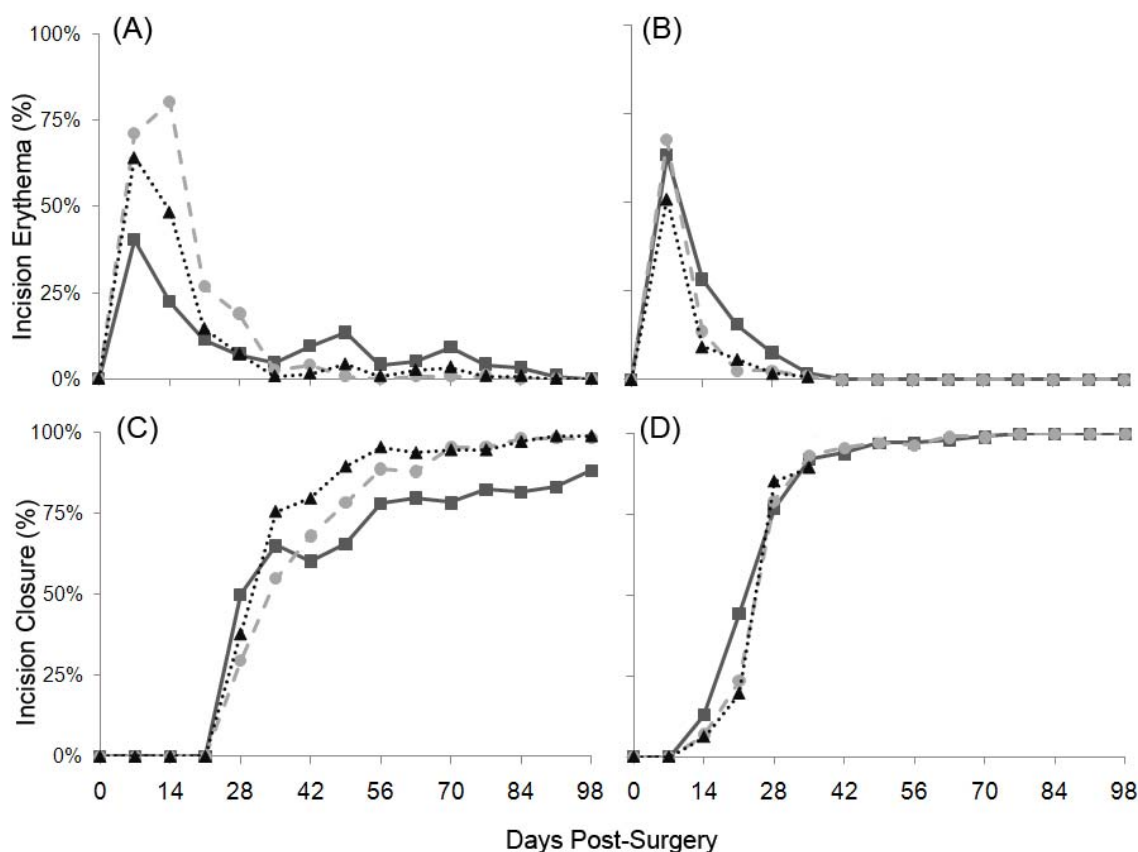 (A)
(B)
100%
75%
50%
25%
0%
Incision Erythema (%)
(C)
(D)
100%
75%
50%
25%
0%
Incision Closure (%)
0 14 28 42 56 70 84 98
0 14 28 42 56 70 84 98
Days Post-Surgery